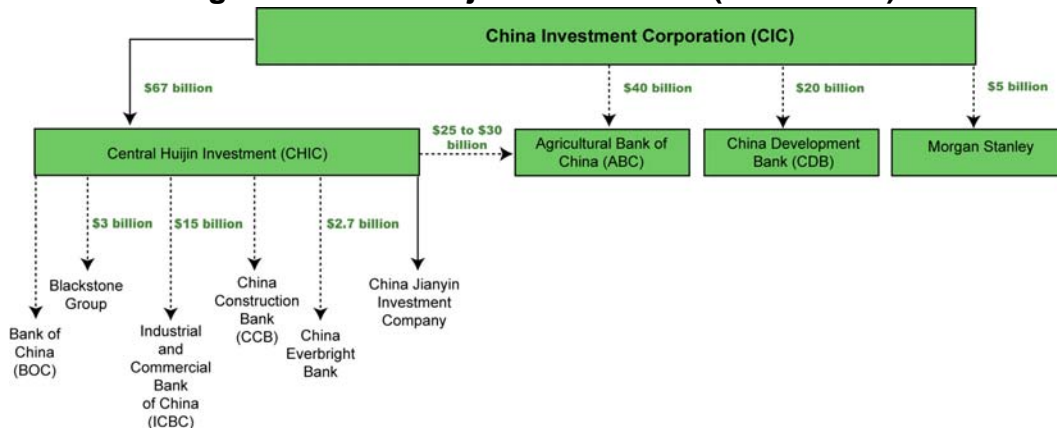 China Investment Corporation (CIC)
$67 billion
$40 billion
$20 billion
$5 billion
Central Huijin Investment (CHIC)
$25 to $30
billion
Agricultural Bank of
China (ABC)
China Development
Bank (CDB)
Morgan Stanley
$3 billion
$15 billion
$2.7 billion
Bank of
China
(BOC)
Blackstone
Group
Industrial
and
Commercial
Bank
of China
(ICBC)
China
Construction
Bank
(CCB)
China
Everbright
Bank
China Jianyin
Investment
Company